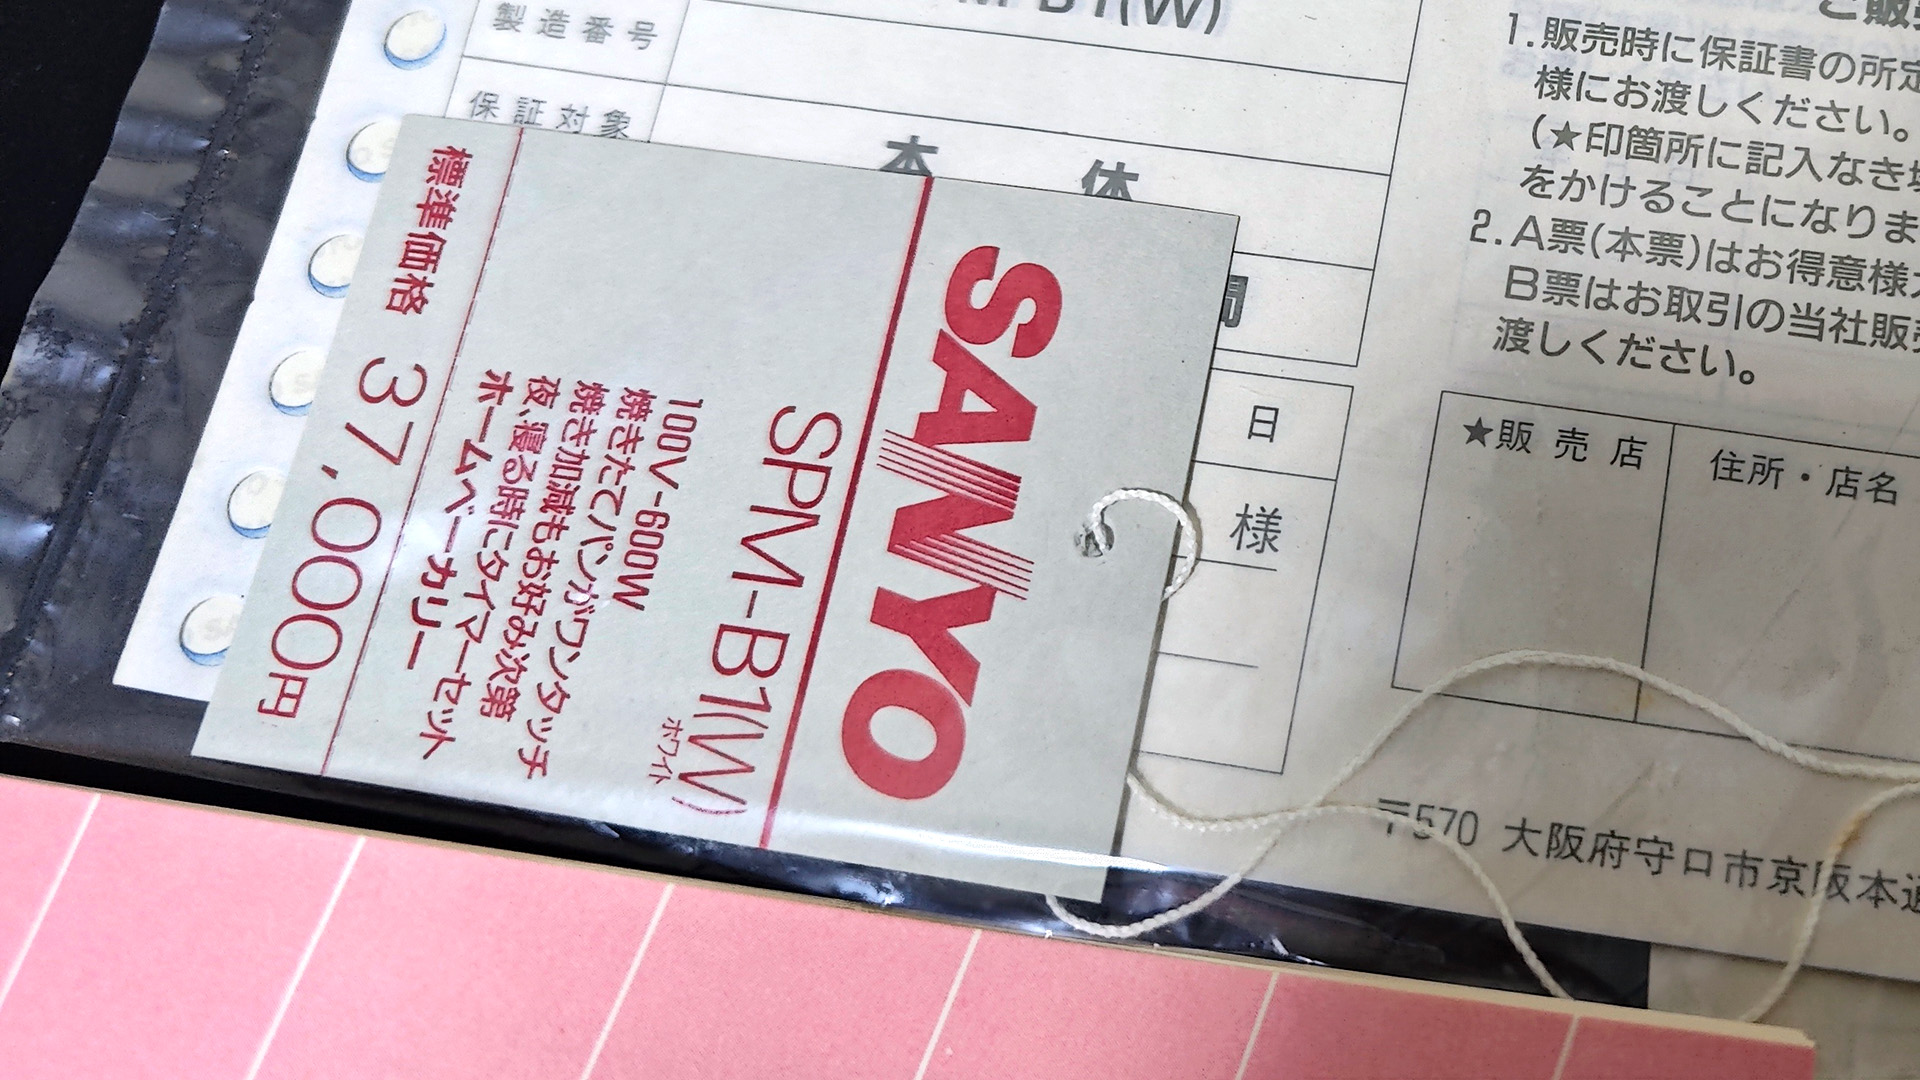 SANYO
SPM-B1(W)
ホワイト
100V-600W
焼きたてパンがワンタッチ
焼き加減もお好み次第
夜、寝る時にタイマーセット
ホームベーカリー
標準価格 37,000円
製造番号
保証対象
本 体
間
日
様
1. 販売時に保証書の所定
様にお渡しください。
(★印箇所に記入なき場
をかけることになりま
2. A票(本票)はお得意様
B票はお取引の当社販売
渡しください。
★販売店
住所・店名
〒570 大阪府守口市京阪本通